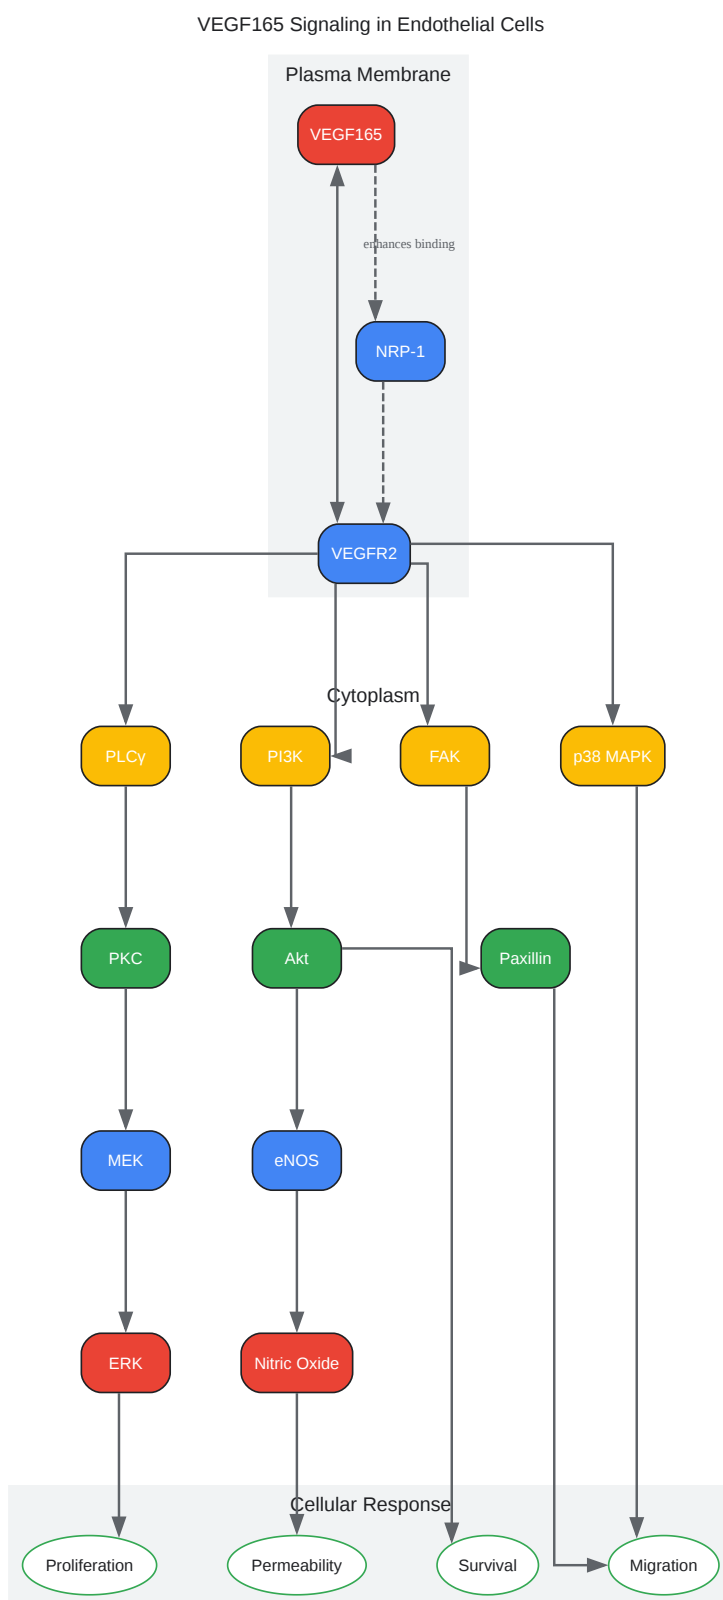 VEGF165 Signaling in Endothelial Cells
Plasma Membrane
VEGF165
enhances binding
NRP-1
VEGFR2
Cytoplasm
PLCγ
PI3K
FAK
p38 MAPK
PKC
Akt
Paxillin
MEK
eNOS
ERK
Nitric Oxide
Cellular Response
Proliferation
Permeability
Survival
Migration